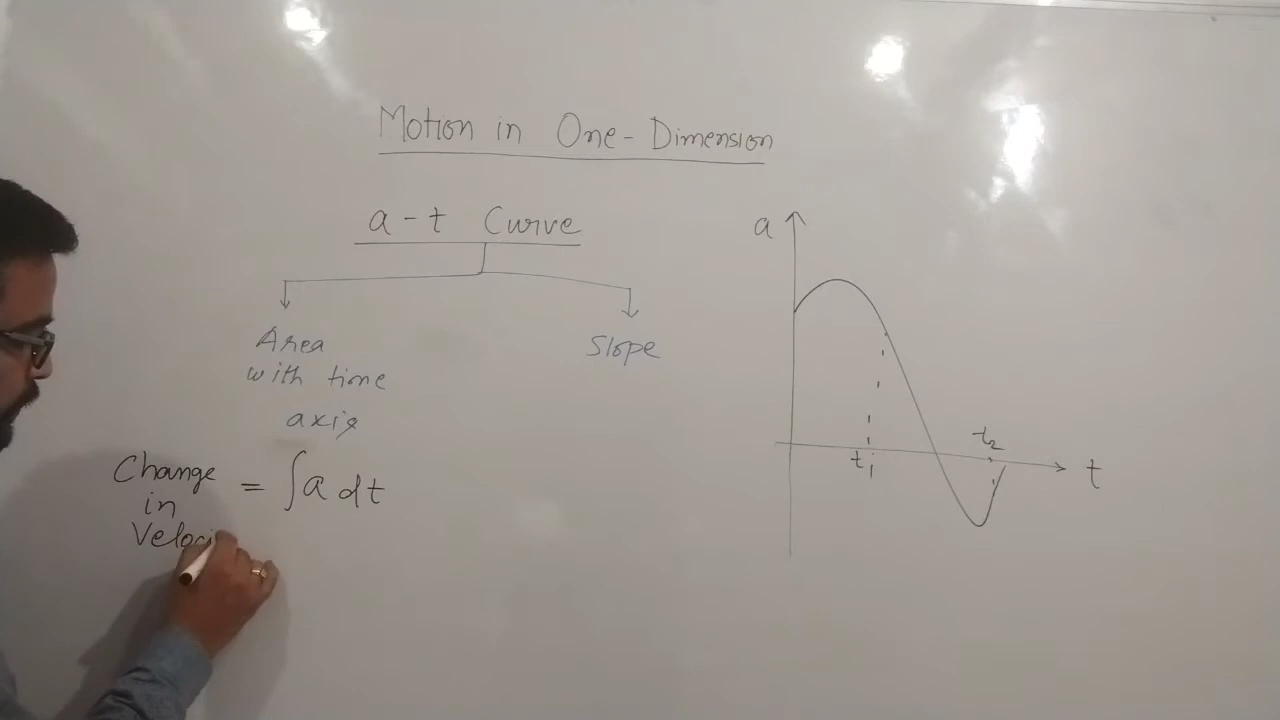 Motion in One-Dimension
a-t Curve
Area
with time
axis
Slope
Change
in
Veloci
= ∫a dt
a
t₁
t₂
t